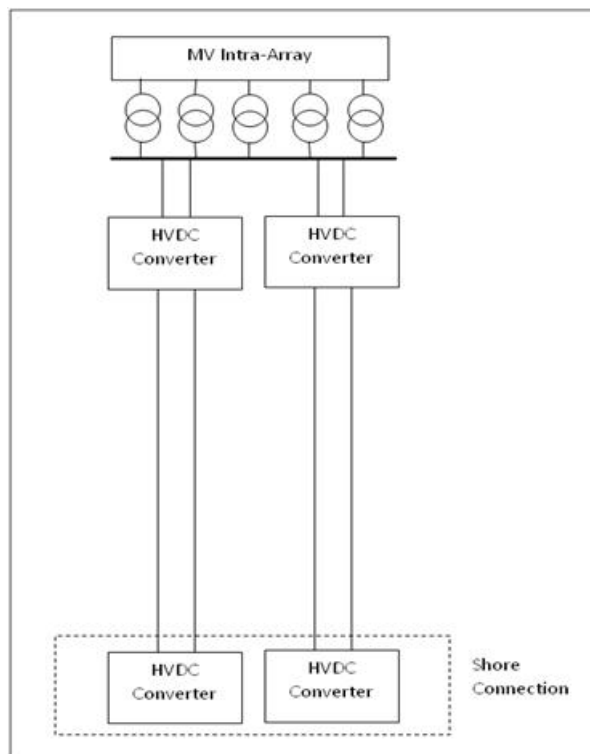 MV Intra-Array
HVDC
Converter
HVDC
Converter
HVDC
Converter
HVDC
Converter
Shore
Connection